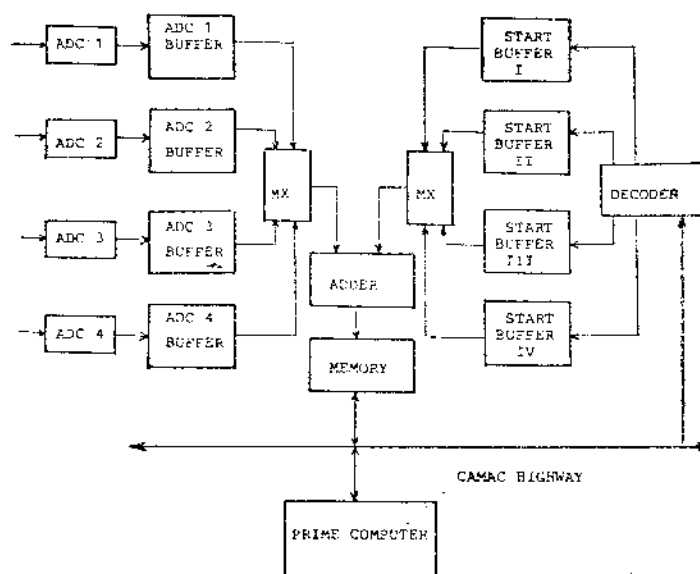 ADC 1
ADC 1
BUFFER
START
BUFFER
I
ADC 2
ADC 2
BUFFER
START
BUFFER
II
MX
MX
DECODER
ADC 3
ADC 3
BUFFER
START
BUFFER
III
ADDER
ADC 4
ADC 4
BUFFER
START
BUFFER
IV
MEMORY
CAMAC HIGHWAY
PRIME COMPUTER